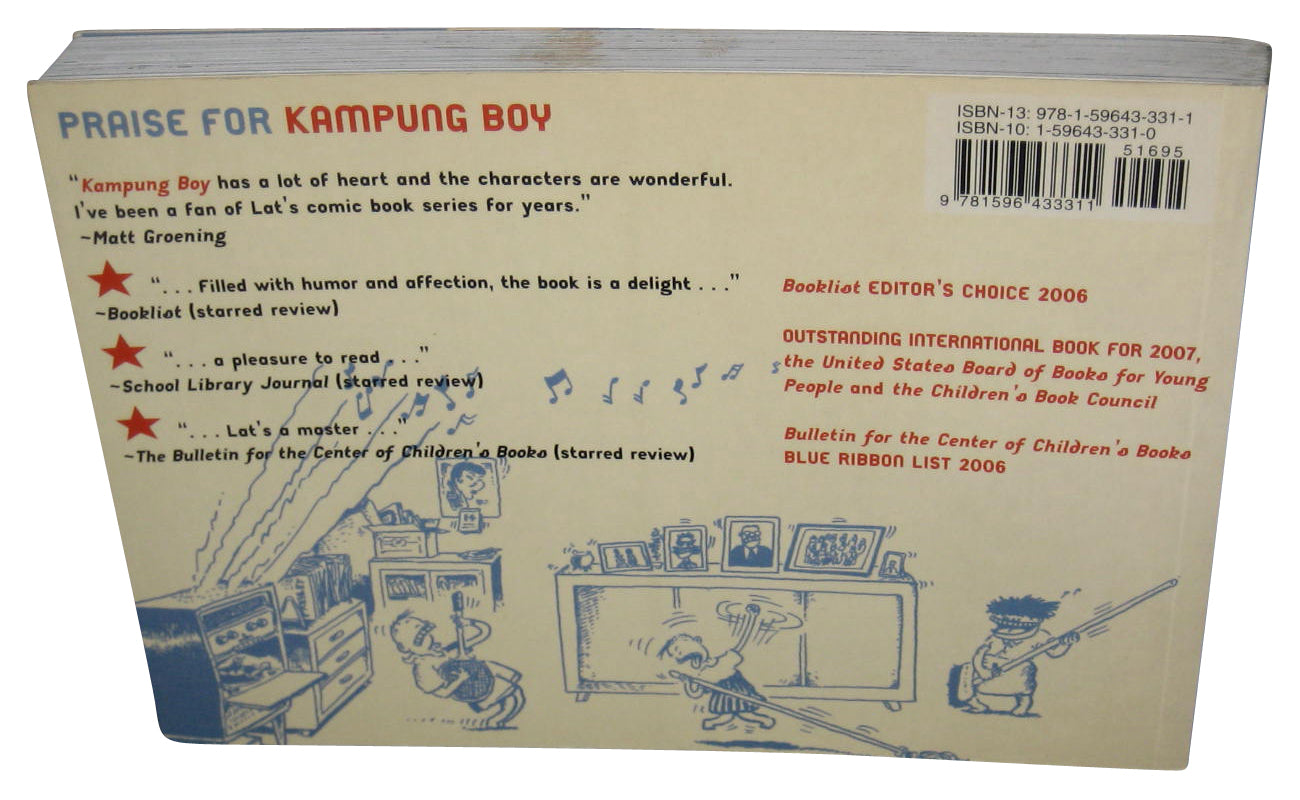 PRAISE FOR KAMPUNG BOY
"Kampung Boy has a lot of heart and the characters are wonderful.
I've been a fan of Lat's comic book series for years."
~Matt Groening
". . . Filled with humor and affection, the book is a delight . . ."
~Booklist (starred review)
". . . a pleasure to read . . ."
~School Library Journal (starred review)
". . . Lat's a master . . ."
~The Bulletin for the Center of Children's Books (starred review)
ISBN-13: 978-1-59643-331-1
ISBN-10: 1-59643-331-0
51695
9 781596 433311
Booklist EDITOR'S CHOICE 2006
OUTSTANDING INTERNATIONAL BOOK FOR 2007,
the United States Board of Books for Young
People and the Children's Book Council
Bulletin for the Center of Children's Books
BLUE RIBBON LIST 2006